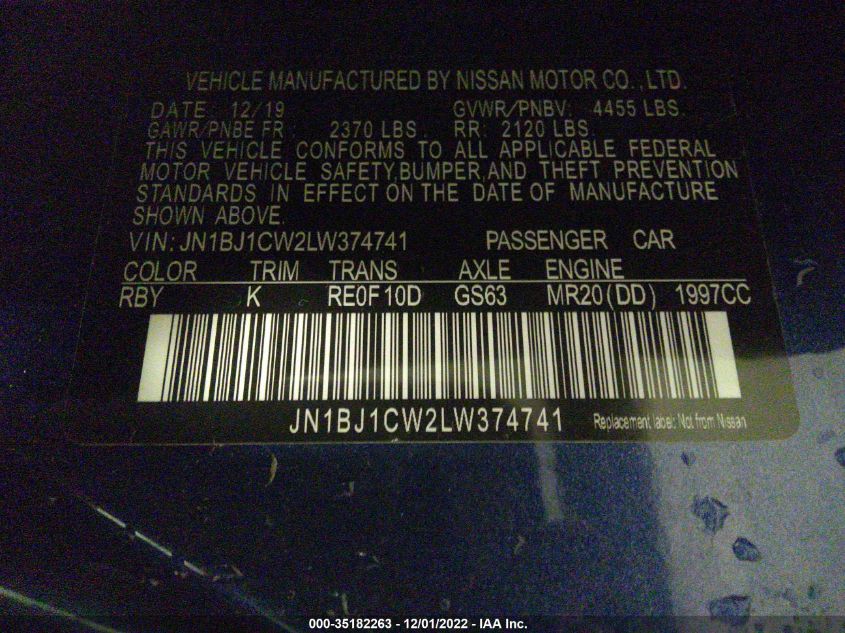 VEHICLE MANUFACTURED BY NISSAN MOTOR CO.,LTD.
DATE: 12/19 GVWR/PNBV: 4455 LBS.
GAWR/PNBE FR: 2370 LBS. RR: 2120 LBS.
THIS VEHICLE CONFORMS TO ALL APPLICABLE FEDERAL
MOTOR VEHICLE SAFETY,BUMPER,AND THEFT PREVENTION
STANDARDS IN EFFECT ON THE DATE OF MANUFACTURE
SHOWN ABOVE.
VIN:JN1BJ1CW2LW374741 PASSENGER CAR
COLOR TRIM TRANS AXLE ENGINE
RBY K RE0F10D GS63 MR20(DD) 1997CC
JN1BJ1CW2LW374741 Replacement label: Not from Nissan
000-35182263 - 12/01/2022 - IAA Inc.